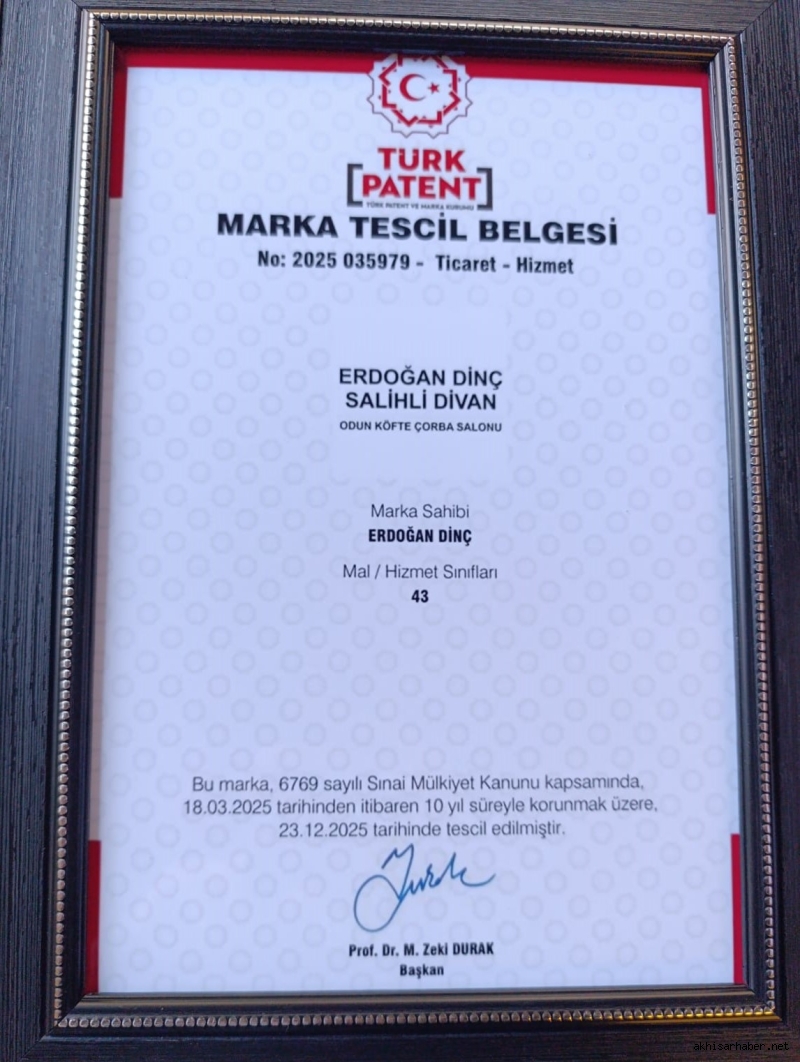 TÜRK
PATENT
TÜRK PATENT VE MARKA KURUMU
MARKA TESCİL BELGESİ
No: 2025 035979 - Ticaret - Hizmet
ERDOĞAN DİNÇ
SALİHLİ DİVAN
ODUN KÖFTE ÇORBA SALONU
Marka Sahibi
ERDOĞAN DİNÇ
Mal / Hizmet Sınıfları
43
Bu marka, 6769 sayılı Sınai Mülkiyet Kanunu kapsamında,
18.03.2025 tarihinden itibaren 10 yıl süreyle korunmak üzere,
23.12.2025 tarihinde tescil edilmiştir.
Prof. Dr. M. Zeki DURAK
Başkan
akhisarhaber.net